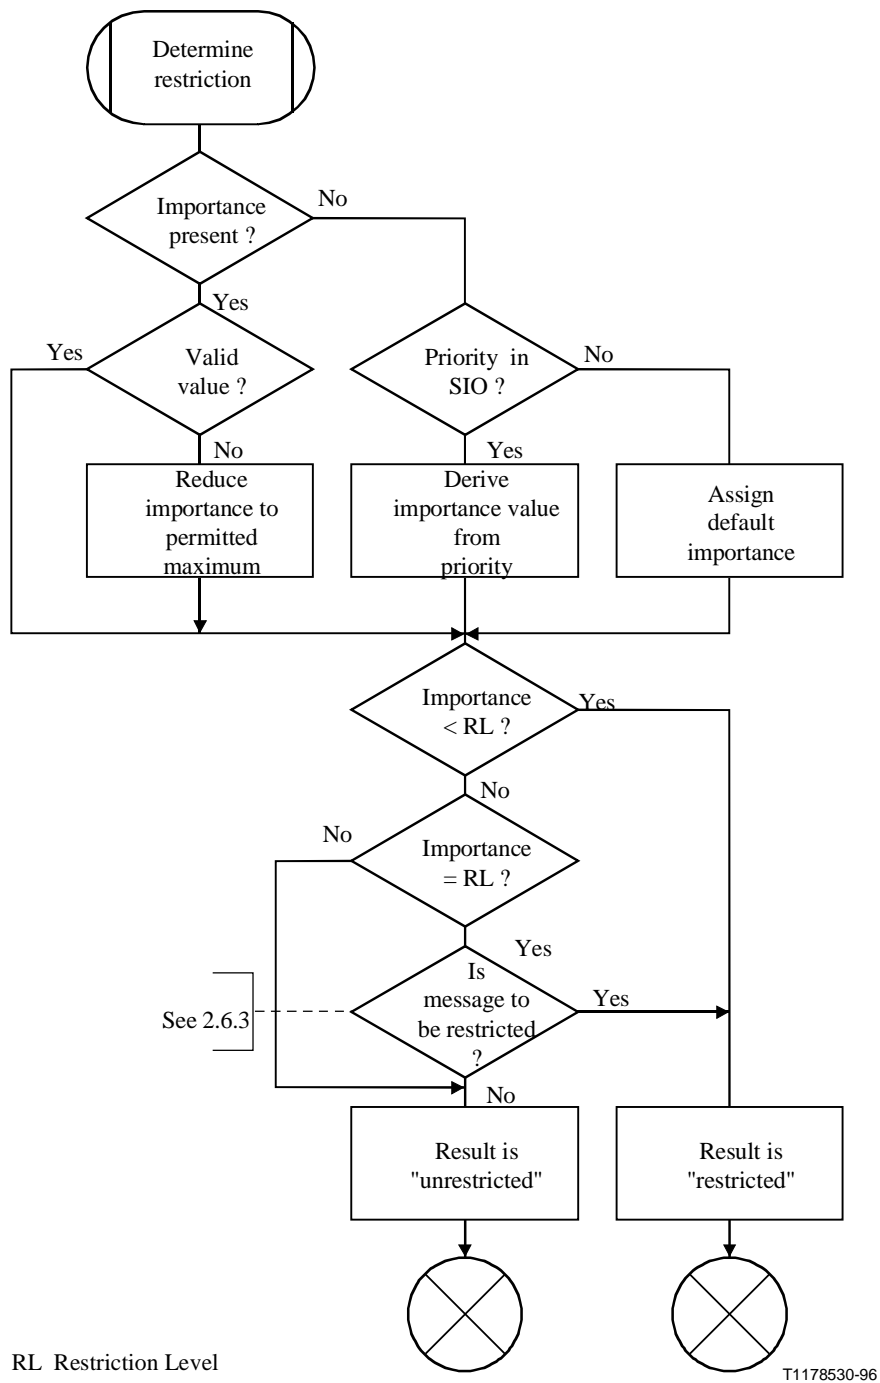 Determine
restriction
Importance
present ?
No
Yes
Yes
Valid
value ?
Priority in
SIO ?
No
No
Yes
Reduce
importance to
permitted
maximum
Derive
importance value
from
priority
Assign
default
importance
Importance
< RL ?
Yes
No
No
Importance
= RL ?
Yes
Is
message to
be restricted
?
Yes
See 2.6.3
No
Result is
"unrestricted"
Result is
"restricted"
RL Restriction Level
T1178530-96